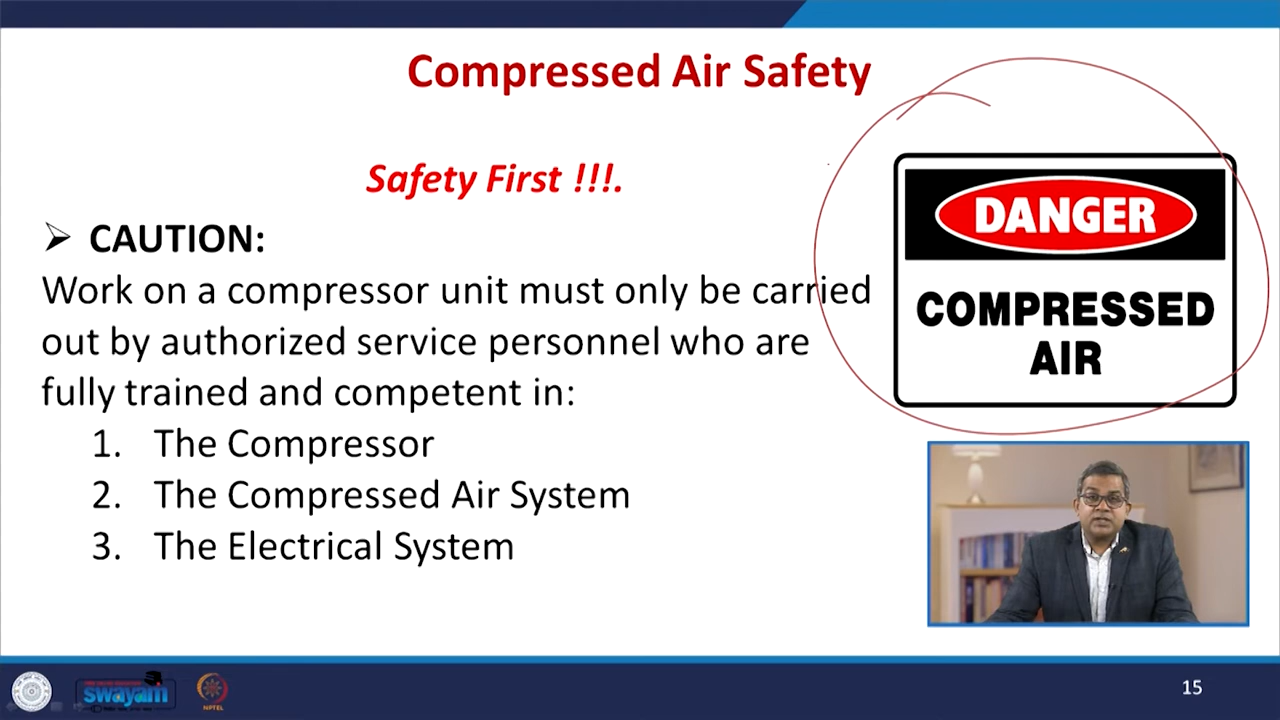 Compressed Air Safety
Safety First !!!.
➢ CAUTION:
Work on a compressor unit must only be carried
out by authorized service personnel who are
fully trained and competent in:
1. The Compressor
2. The Compressed Air System
3. The Electrical System
DANGER
COMPRESSED
AIR
swayam
NPTEL
15